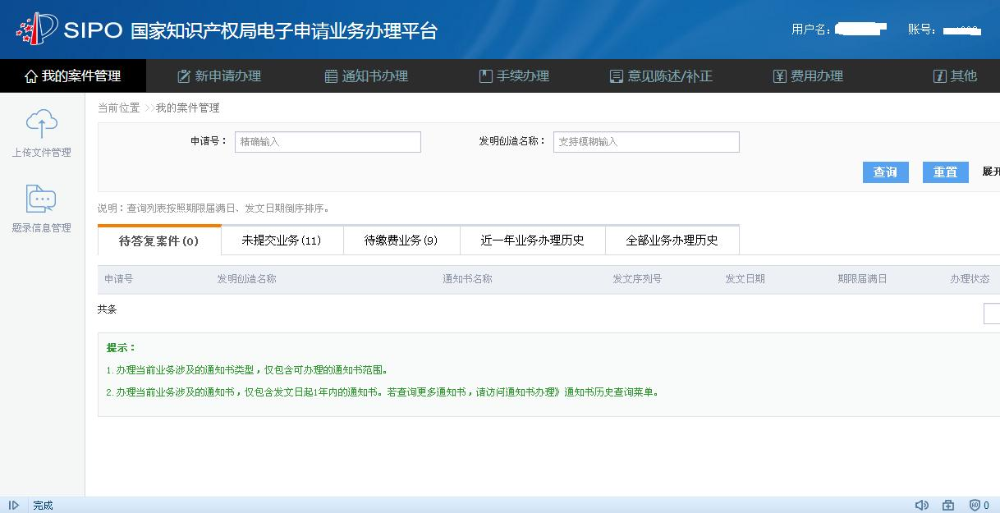 SIPO 国家知识产权局电子申请业务办理平台
用户名： 账号：
我的案件管理 新申请办理 通知书办理 手续办理 意见陈述/补正 费用办理 其他
当前位置 >>我的案件管理
上传文件管理
题录信息管理
申请号： 精确输入 发明创造名称： 支持模糊输入
查询 重置 展开
说明：查询列表按照期限届满日、发文日期倒序排序。
待答复案件(0) 未提交业务(11) 待缴费业务(9) 近一年业务办理历史 全部业务办理历史
申请号 发明创造名称 通知书名称 发文序列号 发文日期 期限届满日 办理状态
共条
提示：
1.办理当前业务涉及的通知书类型，仅包含可办理的通知书范围。
2.办理当前业务涉及的通知书，仅包含发文日起1年内的通知书。若查询更多通知书，请访问通知书办理》通知书历史查询菜单。
完成 0